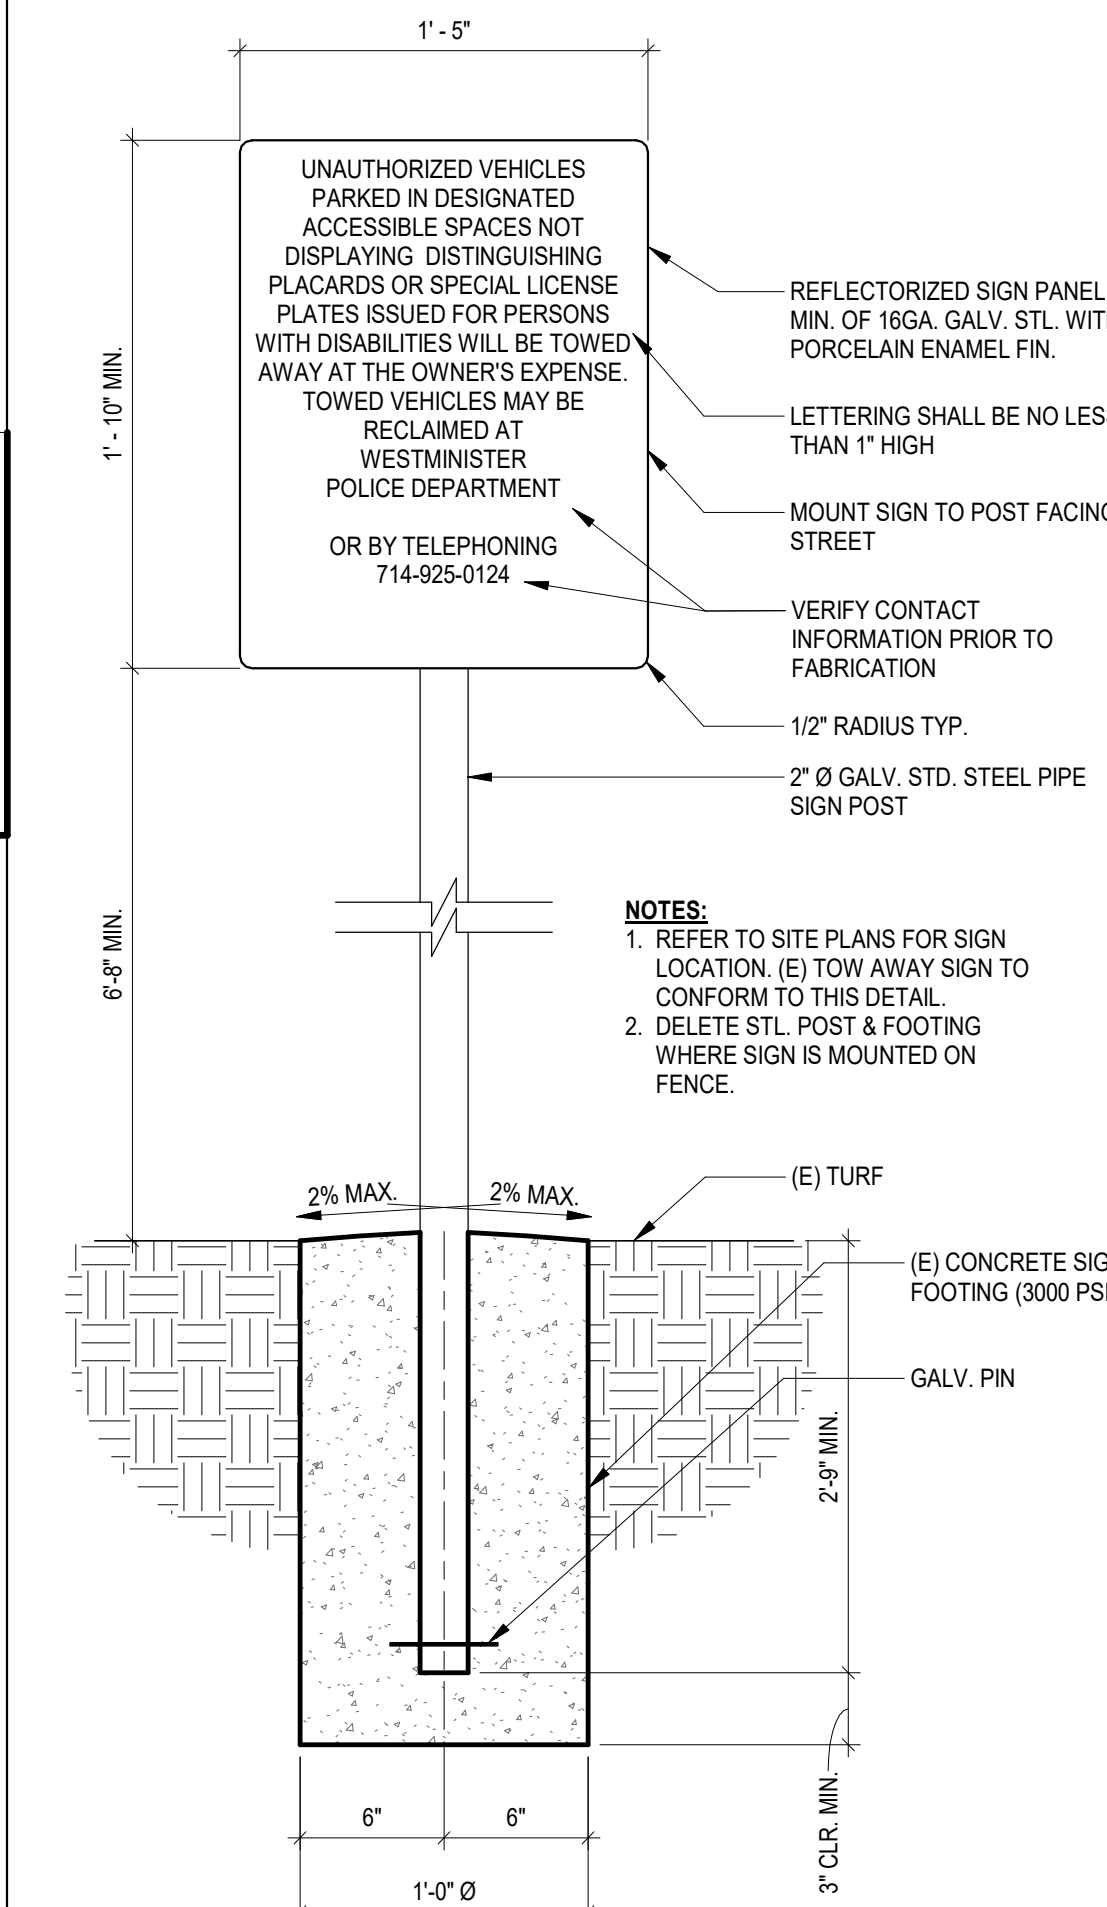 1' - 5"
UNAUTHORIZED VEHICLES
PARKED IN DESIGNATED
ACCESSIBLE SPACES NOT
DISPLAYING DISTINGUISHING
PLACARDS OR SPECIAL LICENSE
PLATES ISSUED FOR PERSONS
WITH DISABILITIES WILL BE TOWED
AWAY AT THE OWNER'S EXPENSE.
TOWED VEHICLES MAY BE
RECLAIMED AT
WESTMINISTER
POLICE DEPARTMENT
OR BY TELEPHONING
714-925-0124
1' - 10" MIN.
6'-8" MIN.
REFLECTORIZED SIGN PANEL
MIN. OF 16GA. GALV. STL.
PORCELAIN ENAMEL FIN.
LETTERING SHALL BE NO
THAN 1" HIGH
MOUNT SIGN TO POST
STREET
VERIFY CONTACT
INFORMATION PRIOR TO
FABRICATION
1/2" RADIUS TYP.
2" Ø GALV. STD. STEEL PIPE
SIGN POST
NOTES:
1. REFER TO SITE PLANS FOR SIGN
LOCATION. (E) TOW AWAY SIGN TO
CONFORM TO THIS DETAIL.
2. DELETE STL. POST & FOOTING
WHERE SIGN IS MOUNTED ON
FENCE.
2% MAX.
2% MAX.
(E) TURF
(E) CONCRETE
FOOTING (3000
GALV. PIN
2'-9" MIN.
3" CLR. MIN.
6"
6"
1'-0" Ø